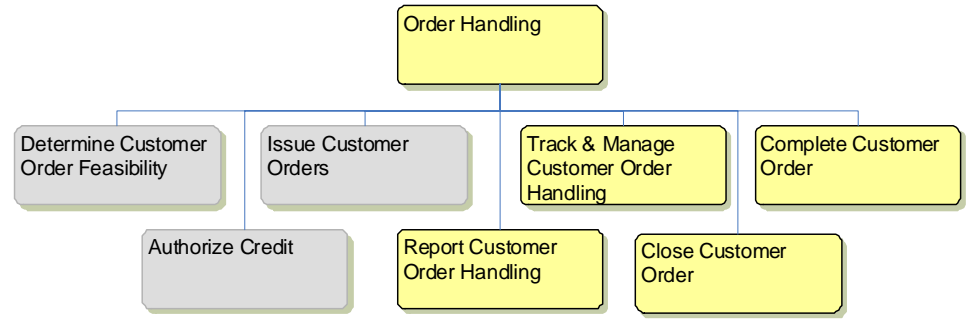 Order Handling
Determine Customer
Order Feasibility
Issue Customer
Orders
Track & Manage
Customer Order
Handling
Complete Customer
Order
Authorize Credit
Report Customer
Order Handling
Close Customer
Order